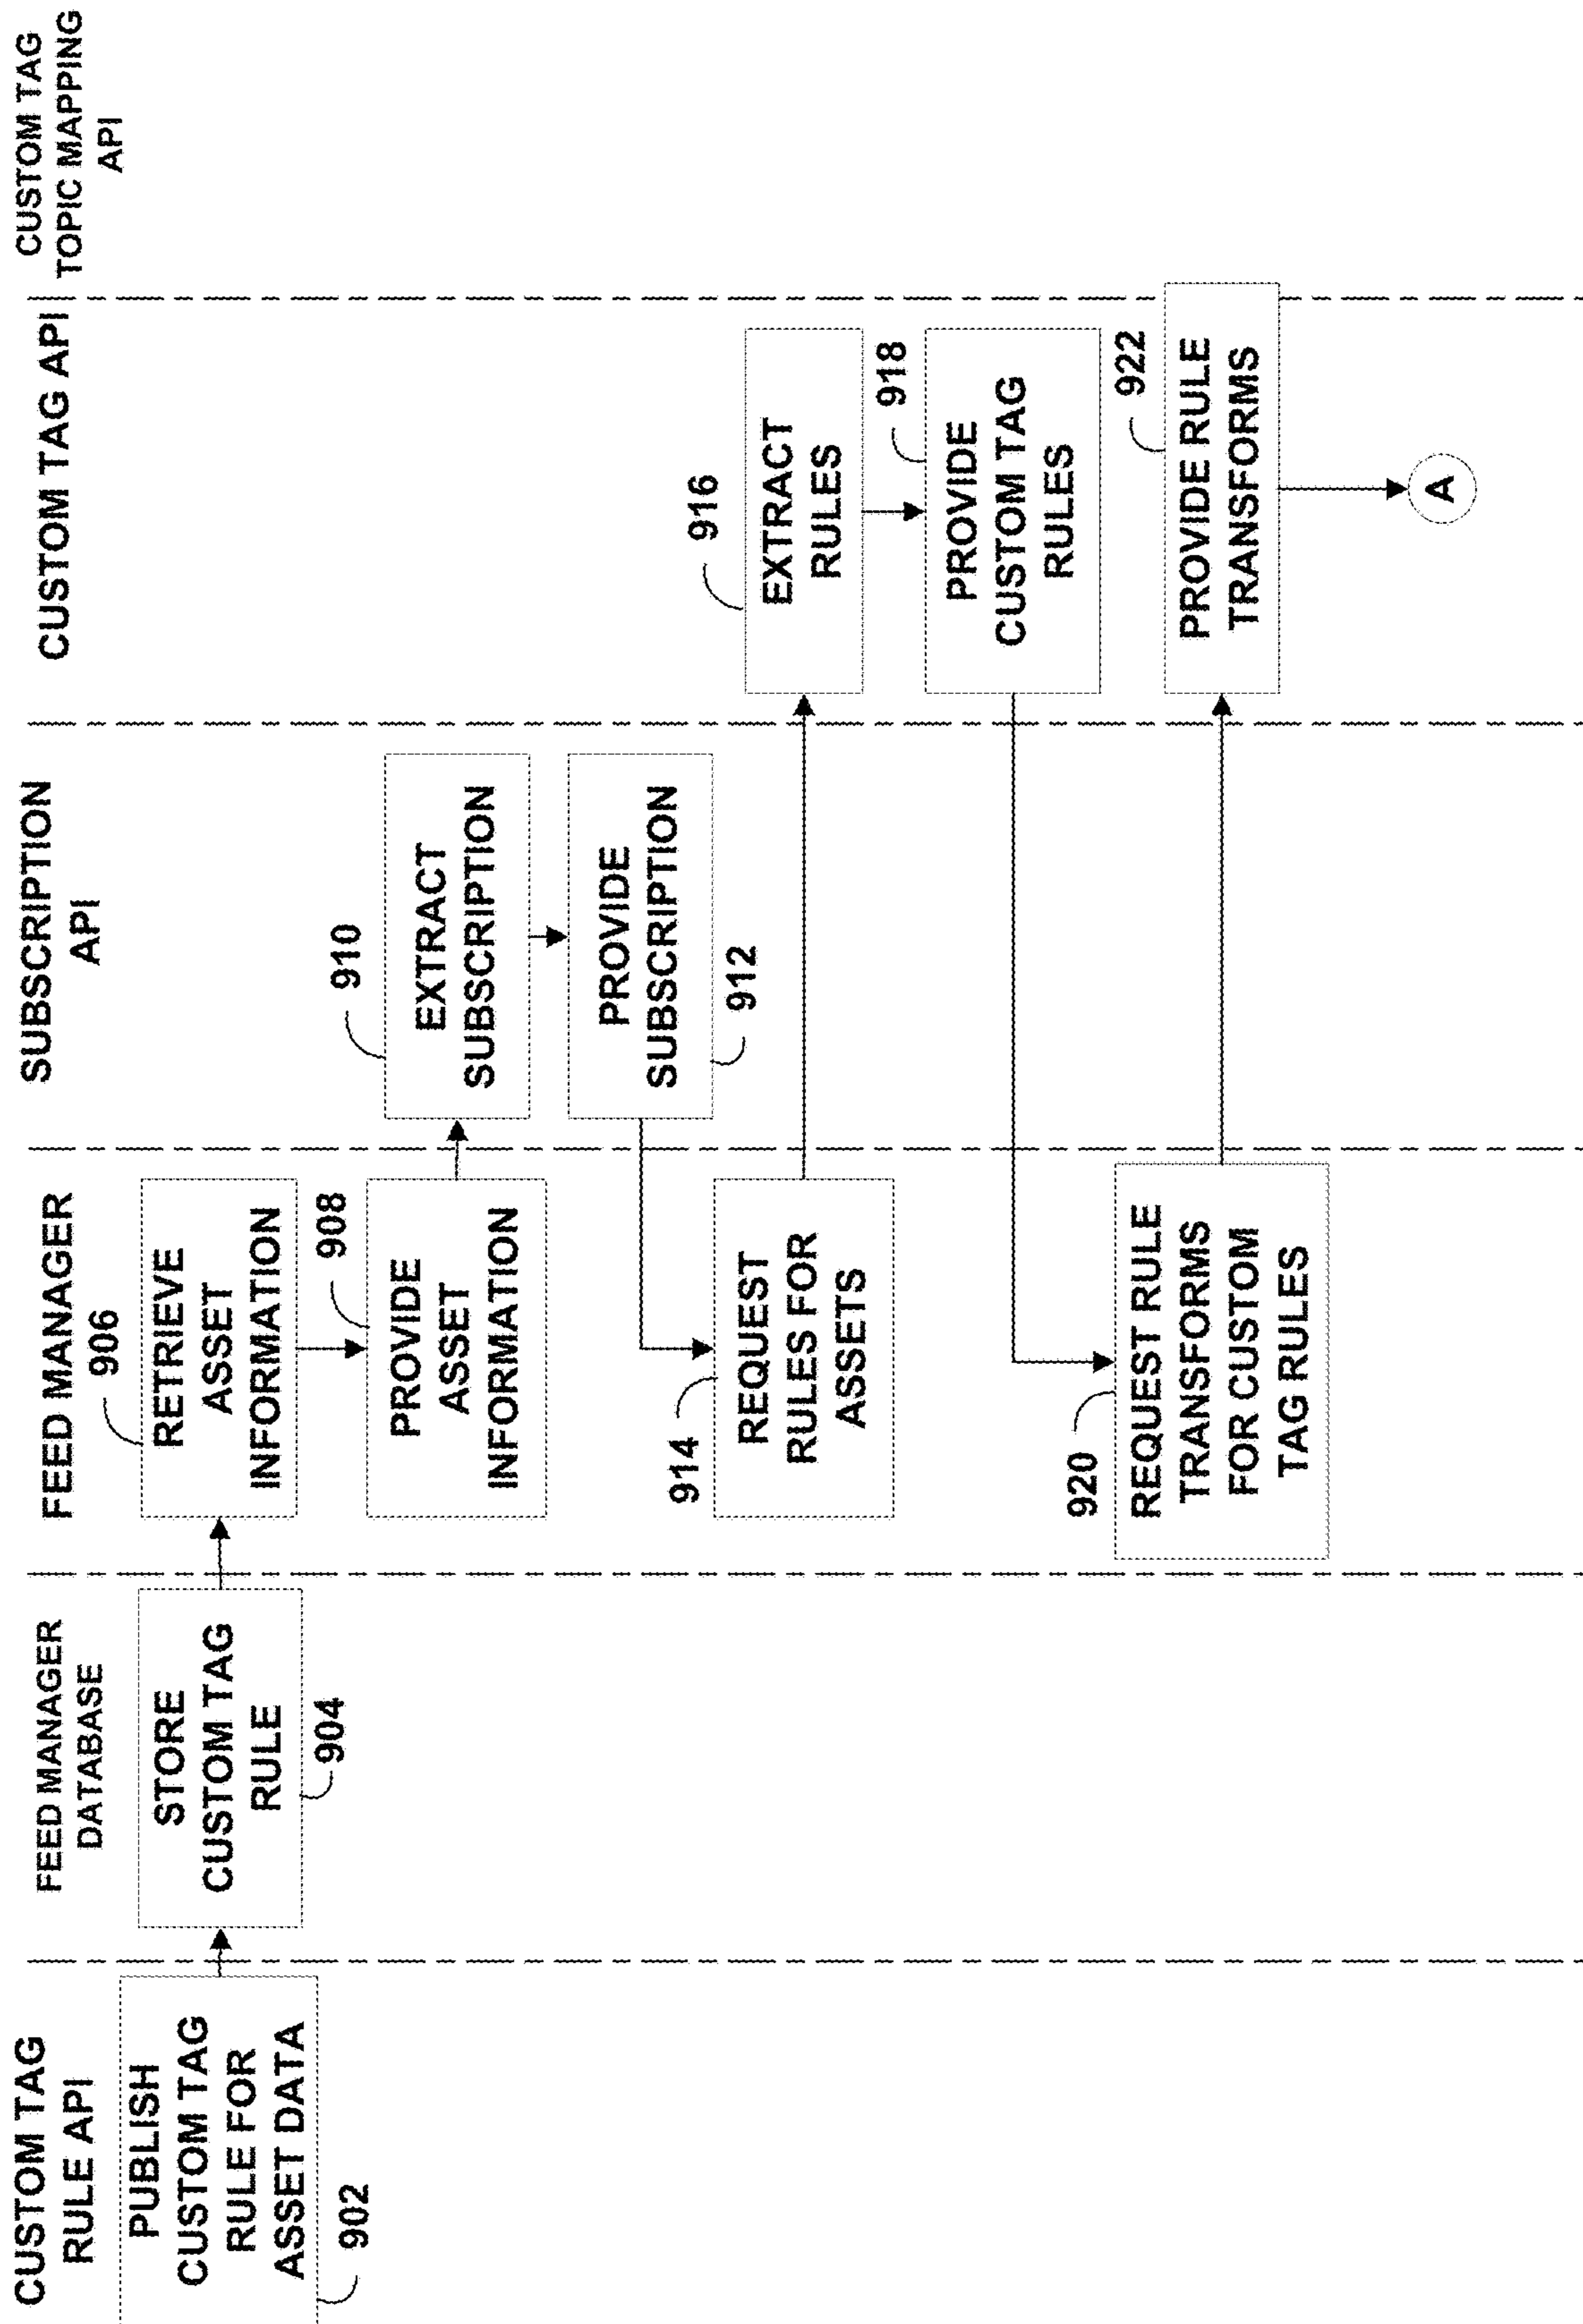 CUSTOM TAG
RULE API
FEED MANAGER
DATABASE
FEED MANAGER
SUBSCRIPTION
API
CUSTOM TAG API
CUSTOM TAG
TOPIC MAPPING
API
PUBLISH
CUSTOM TAG
RULE FOR
ASSET DATA
902
STORE
CUSTOM TAG
RULE
904
906
RETRIEVE
ASSET
INFORMATION
908
PROVIDE
ASSET
INFORMATION
910
EXTRACT
SUBSCRIPTION
PROVIDE
SUBSCRIPTION
912
914
REQUEST
RULES FOR
ASSETS
916
EXTRACT
RULES
918
PROVIDE
CUSTOM TAG
RULES
920
REQUEST RULE
TRANSFORMS
FOR CUSTOM
TAG RULES
922
PROVIDE RULE
TRANSFORMS
A